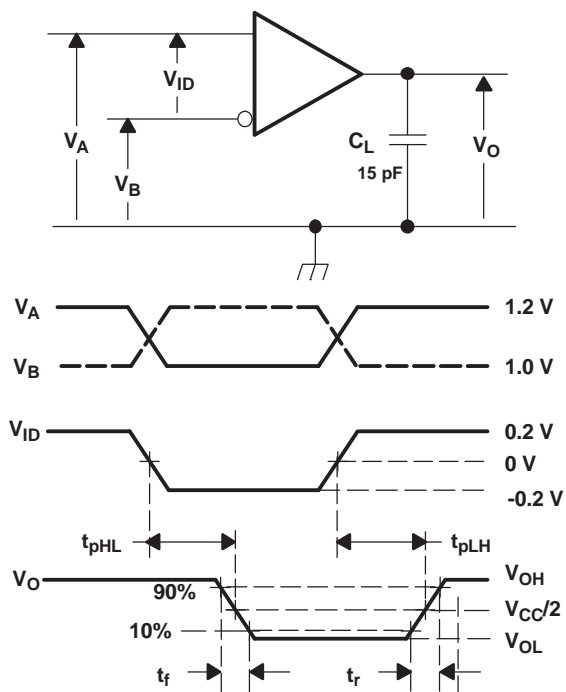 V_ID
V_A
V_B
C_L
15 pF
V_O
V_A
1.2 V
V_B
1.0 V
V_ID
0.2 V
0 V
-0.2 V
t_pHL
t_pLH
V_O
V_OH
90%
V_CC/2
10%
V_OL
t_f
t_r